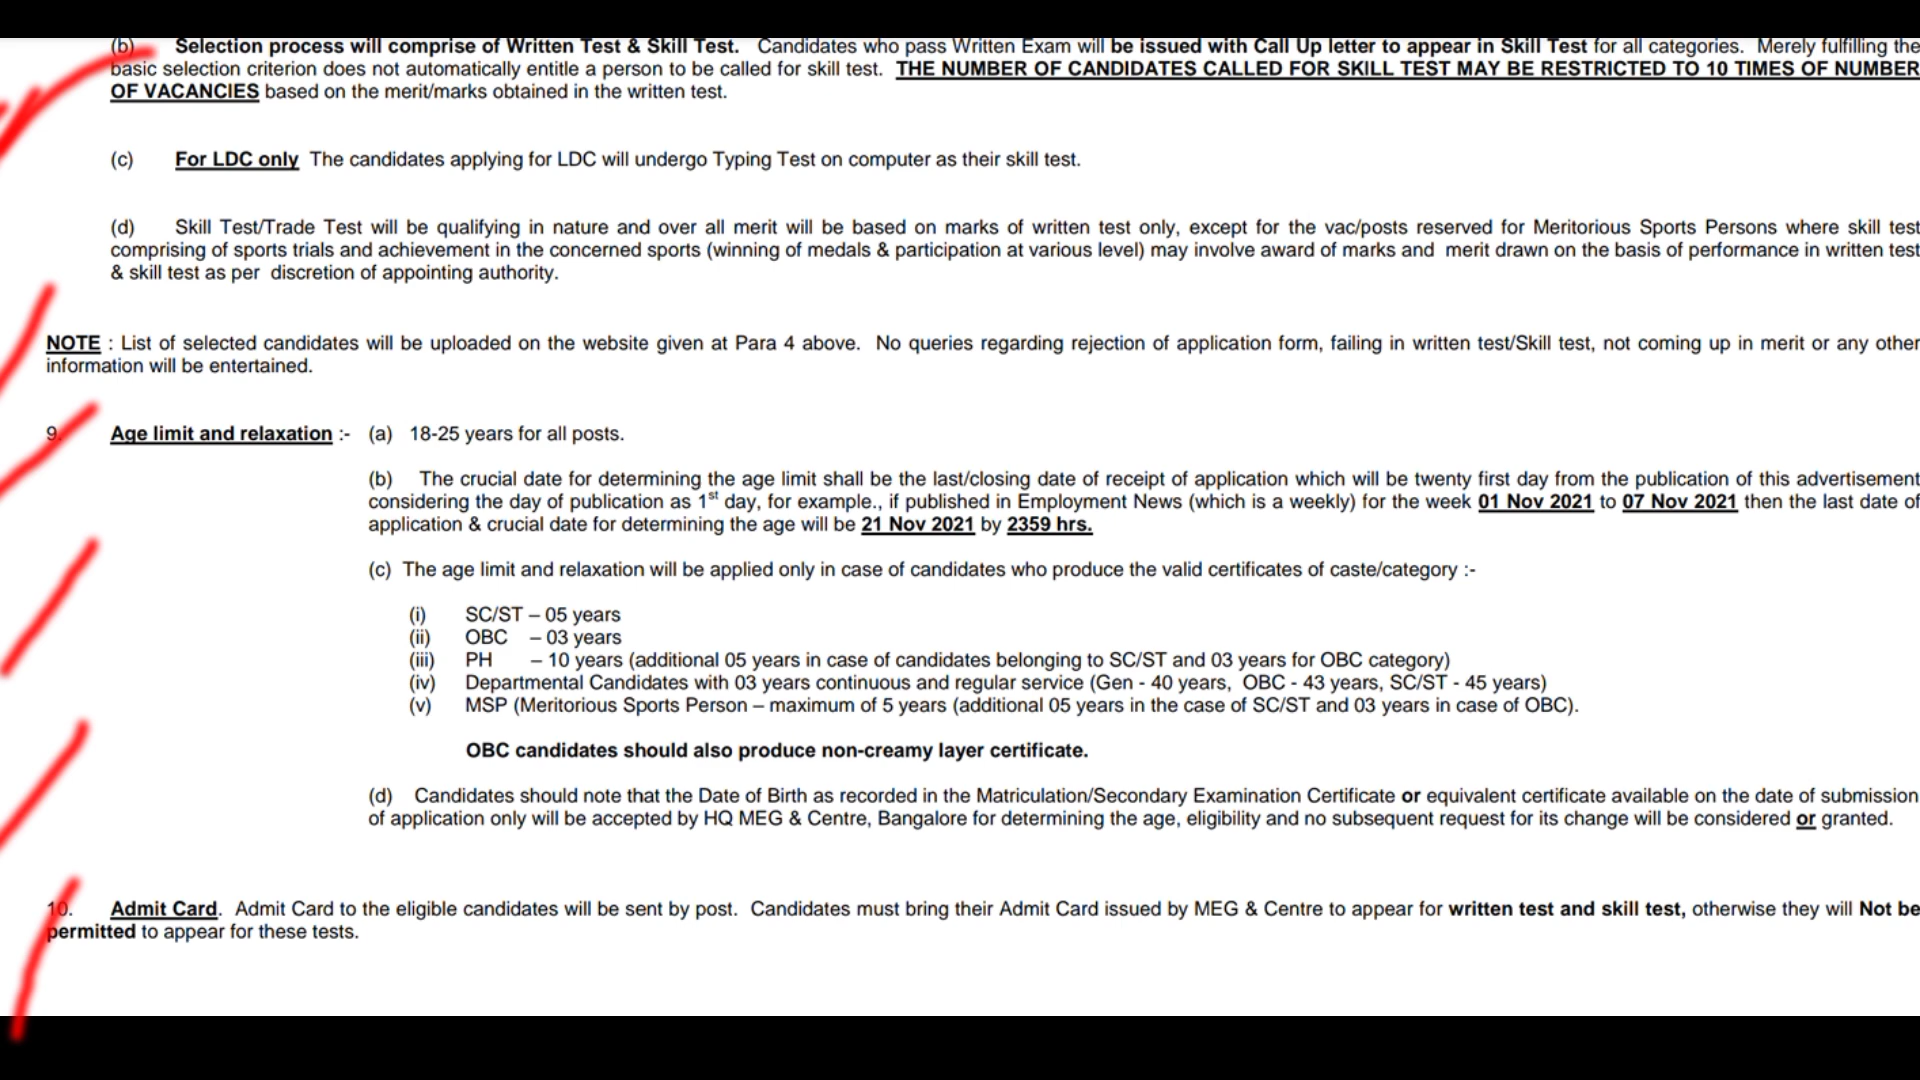 (b) Selection process will comprise of Written Test & Skill Test. Candidates who pass Written Exam will be issued with Call Up letter to appear in Skill Test for all categories. Merely fulfilling the
basic selection criterion does not automatically entitle a person to be called for skill test. THE NUMBER OF CANDIDATES CALLED FOR SKILL TEST MAY BE RESTRICTED TO 10 TIMES OF NUMBER
OF VACANCIES based on the merit/marks obtained in the written test.
(c) For LDC only The candidates applying for LDC will undergo Typing Test on computer as their skill test.
(d) Skill Test/Trade Test will be qualifying in nature and over all merit will be based on marks of written test only, except for the vac/posts reserved for Meritorious Sports Persons where skill test
comprising of sports trials and achievement in the concerned sports (winning of medals & participation at various level) may involve award of marks and merit drawn on the basis of performance in written test
& skill test as per discretion of appointing authority.
NOTE : List of selected candidates will be uploaded on the website given at Para 4 above. No queries regarding rejection of application form, failing in written test/Skill test, not coming up in merit or any other
information will be entertained.
9. Age limit and relaxation :- (a) 18-25 years for all posts.
(b) The crucial date for determining the age limit shall be the last/closing date of receipt of application which will be twenty first day from the publication of this advertisement
considering the day of publication as 1st day, for example., if published in Employment News (which is a weekly) for the week 01 Nov 2021 to 07 Nov 2021 then the last date of
application & crucial date for determining the age will be 21 Nov 2021 by 2359 hrs.
(c) The age limit and relaxation will be applied only in case of candidates who produce the valid certificates of caste/category :-
(i) SC/ST – 05 years
(ii) OBC – 03 years
(iii) PH – 10 years (additional 05 years in case of candidates belonging to SC/ST and 03 years for OBC category)
(iv) Departmental Candidates with 03 years continuous and regular service (Gen - 40 years, OBC - 43 years, SC/ST - 45 years)
(v) MSP (Meritorious Sports Person – maximum of 5 years (additional 05 years in the case of SC/ST and 03 years in case of OBC).
OBC candidates should also produce non-creamy layer certificate.
(d) Candidates should note that the Date of Birth as recorded in the Matriculation/Secondary Examination Certificate or equivalent certificate available on the date of submission
of application only will be accepted by HQ MEG & Centre, Bangalore for determining the age, eligibility and no subsequent request for its change will be considered or granted.
10. Admit Card. Admit Card to the eligible candidates will be sent by post. Candidates must bring their Admit Card issued by MEG & Centre to appear for written test and skill test, otherwise they will Not be
permitted to appear for these tests.